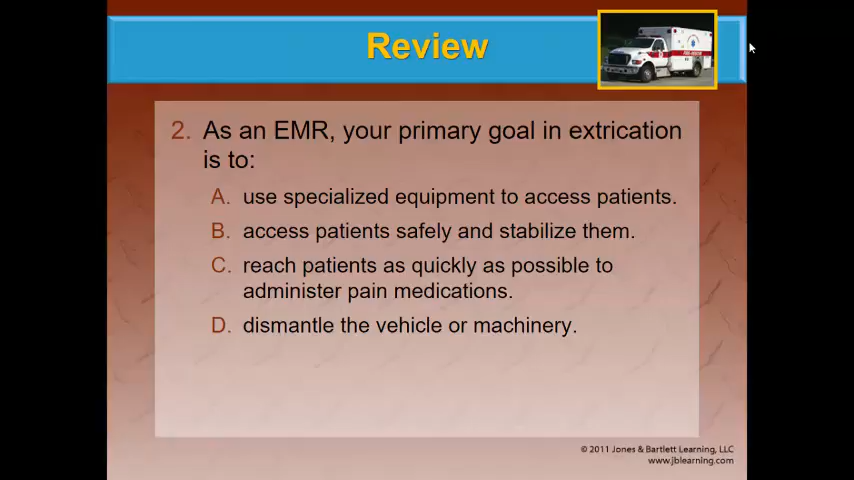 Review
2. As an EMR, your primary goal in extrication
is to:
A. use specialized equipment to access patients.
B. access patients safely and stabilize them.
C. reach patients as quickly as possible to
administer pain medications.
D. dismantle the vehicle or machinery.
© 2011 Jones & Bartlett Learning, LLC
www.jblearning.com